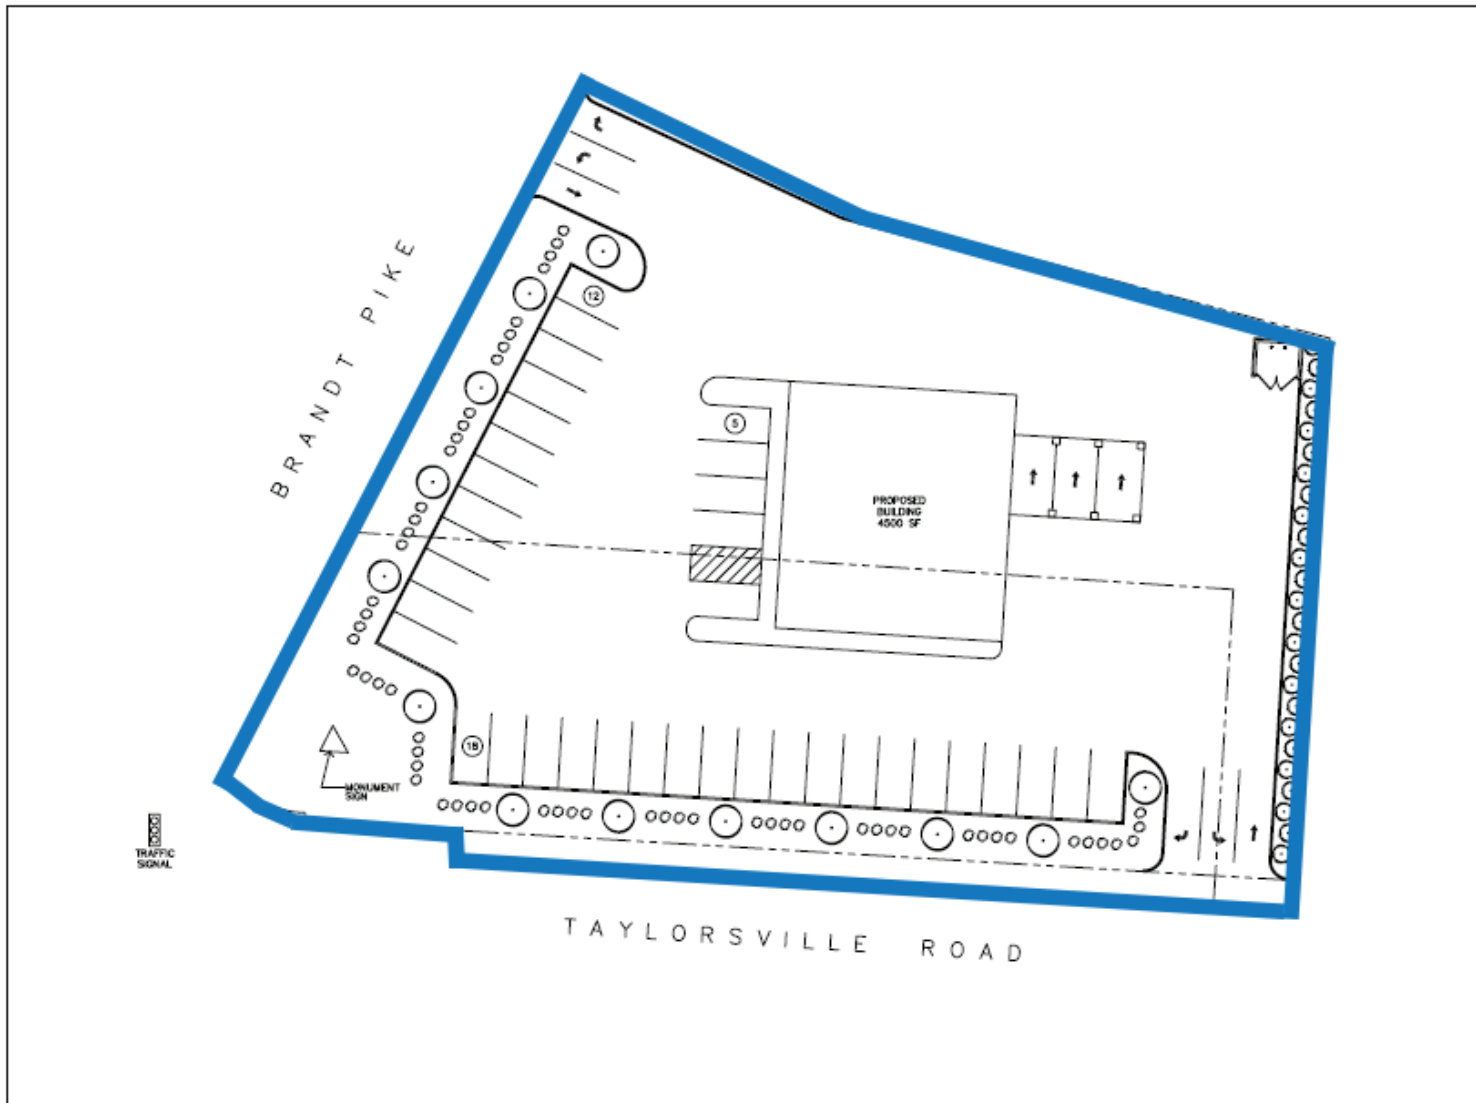 BRANDT PIKE
12
5
PROPOSED
BUILDING
4500 SF
18
MONUMENT
SIGN
TRAFFIC
SIGNAL
TAYLORSVILLE ROAD